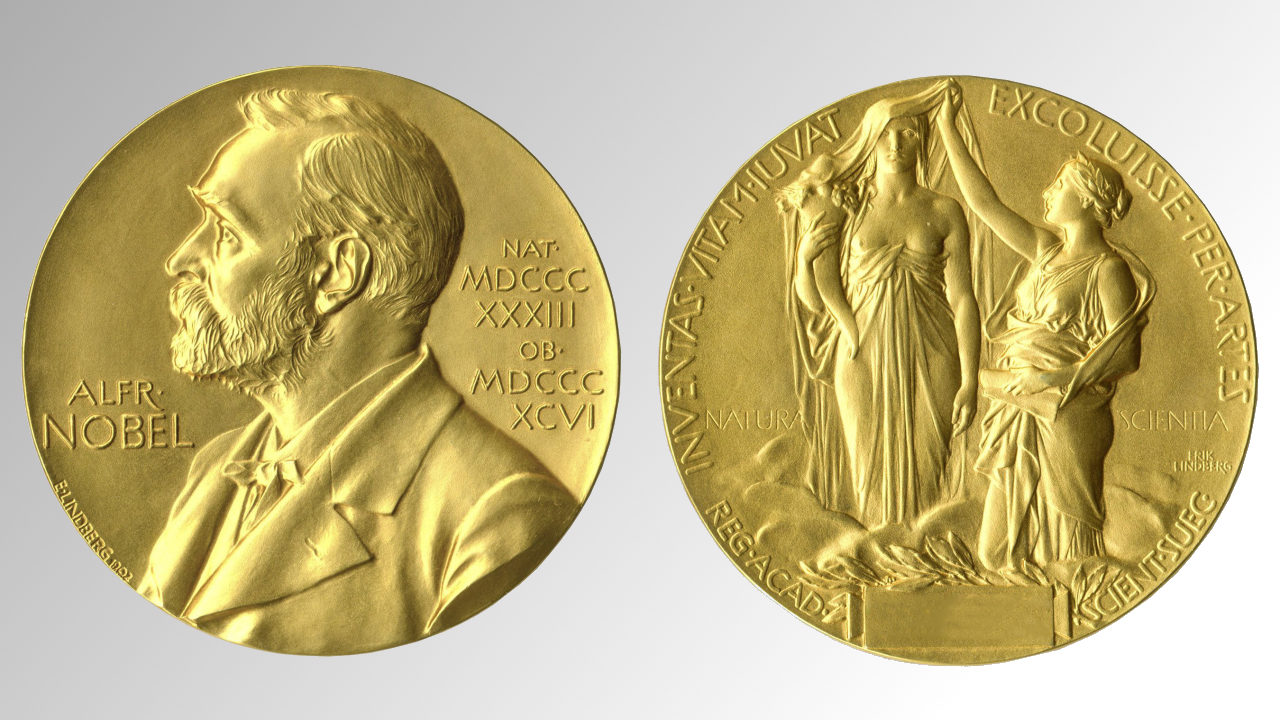 ALFR·
NOBEL
NAT·
MDCCC
XXXIII
OB·
MDCCC
XCVI
E·LINDBERG 1902
INVENTAS·VITAM·IUVAT
EXCOLUISSE·PER·ARTES
NATURA
SCIENTIA
ERIK
LINDBERG
REG·ACAD·
SCIENT·SUEC·